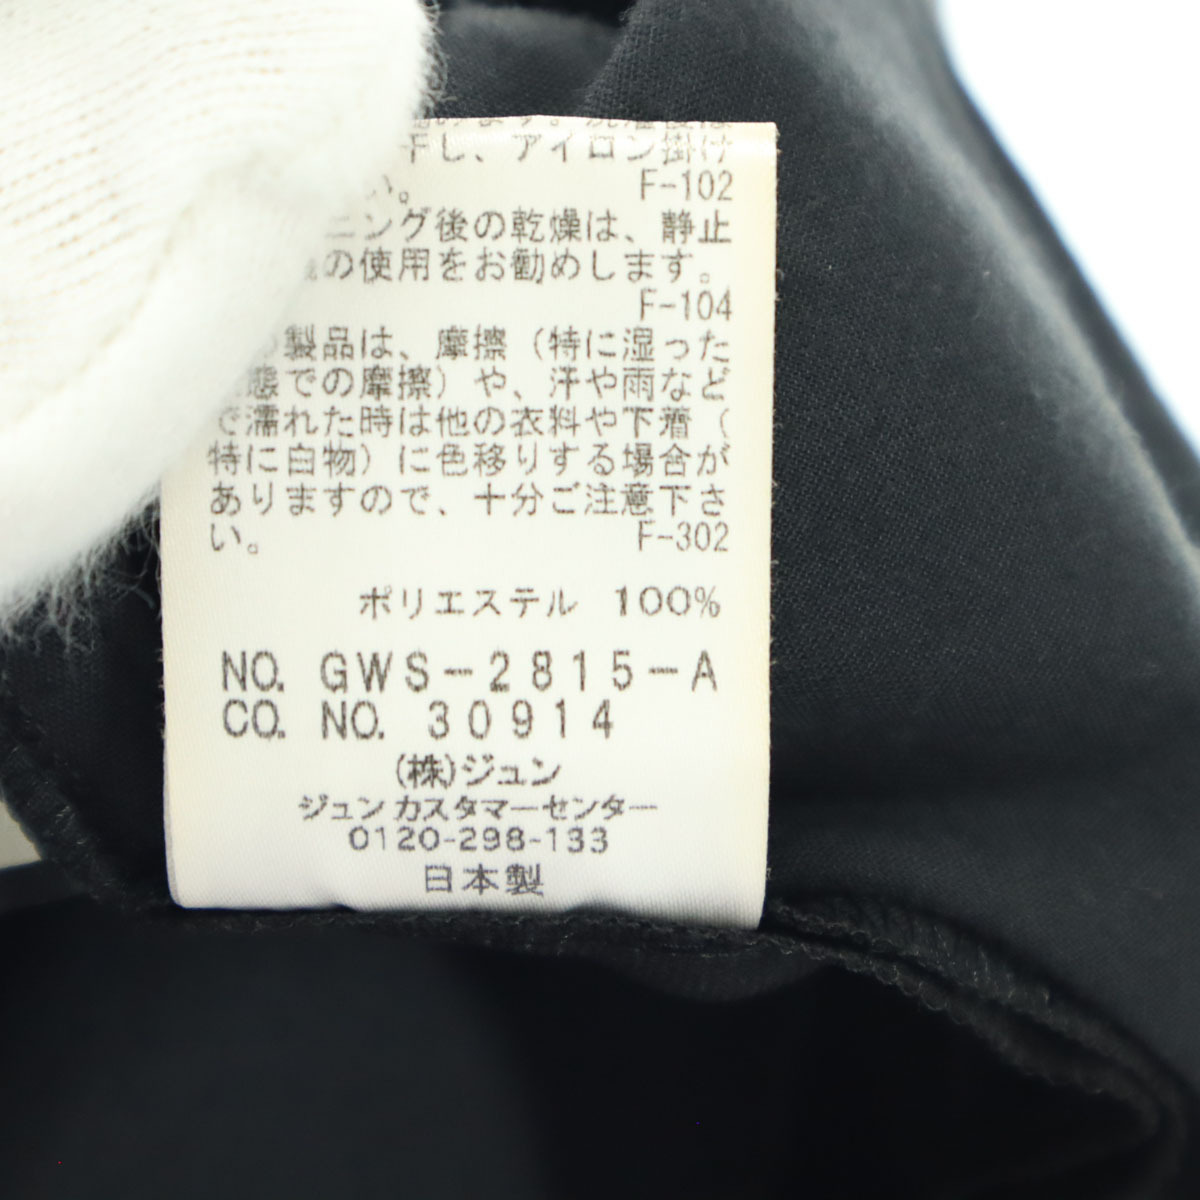 干し、アイロン掛け
い。 F-102
ニング後の乾燥は、静止
の使用をお勧めします。
F-104
の製品は、摩擦(特に湿った
態での摩擦)や、汗や雨など
で濡れた時は他の衣料や下着(
特に白物)に色移りする場合が
ありますので、十分ご注意下さ
い。 F-302
ポリエステル 100%
NO. GWS-2815-A
CO. NO. 30914
(株)ジュン
ジュンカスタマーセンター
0120-298-133
日本製